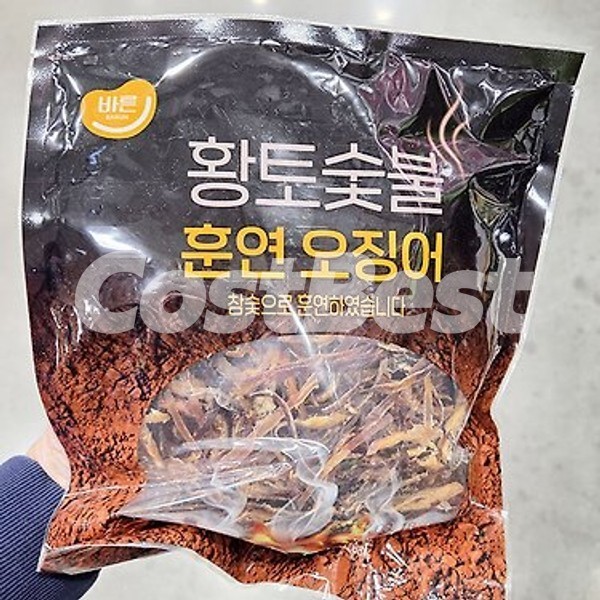 바른
BARUN
황토숯불
훈연 오징어
참숯으로 훈연하였습니다
CostBest